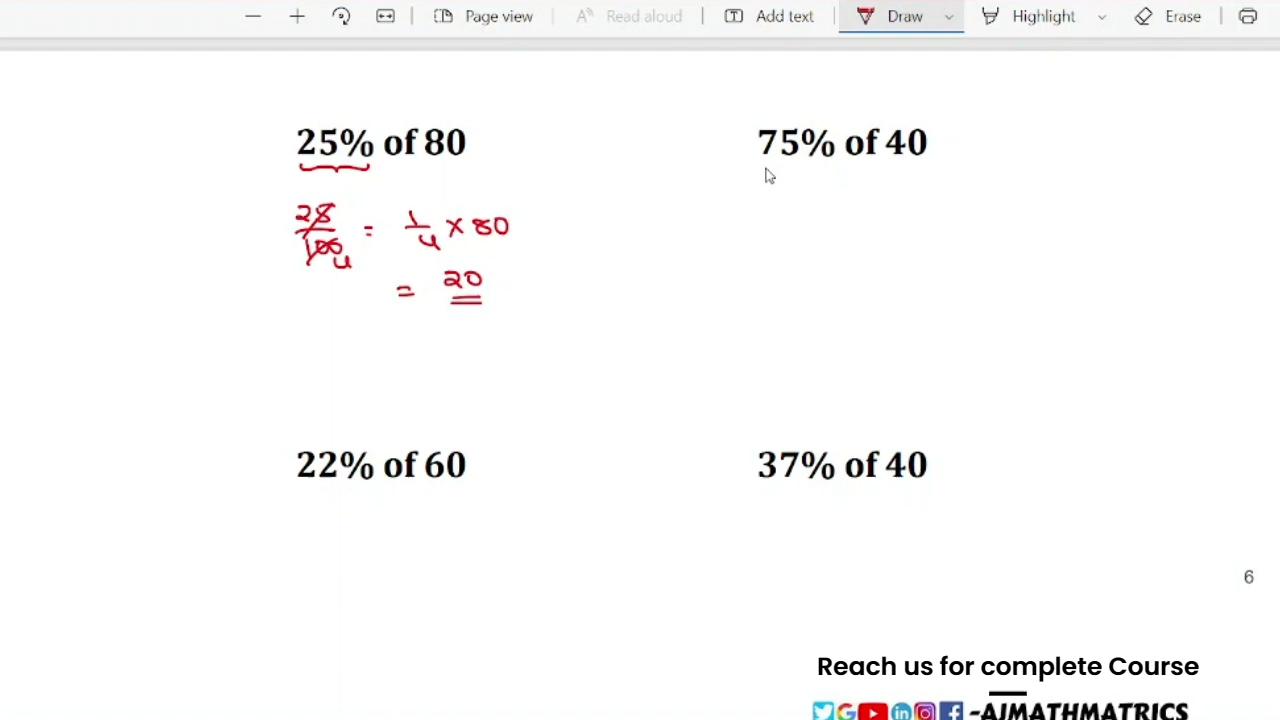 Page view Read aloud Add text Draw Highlight Erase
25% of 80 75% of 40
25/100 4 = 1/4 × 80
= 20
22% of 60 37% of 40
6
Reach us for complete Course
-AJMATHMATRICS